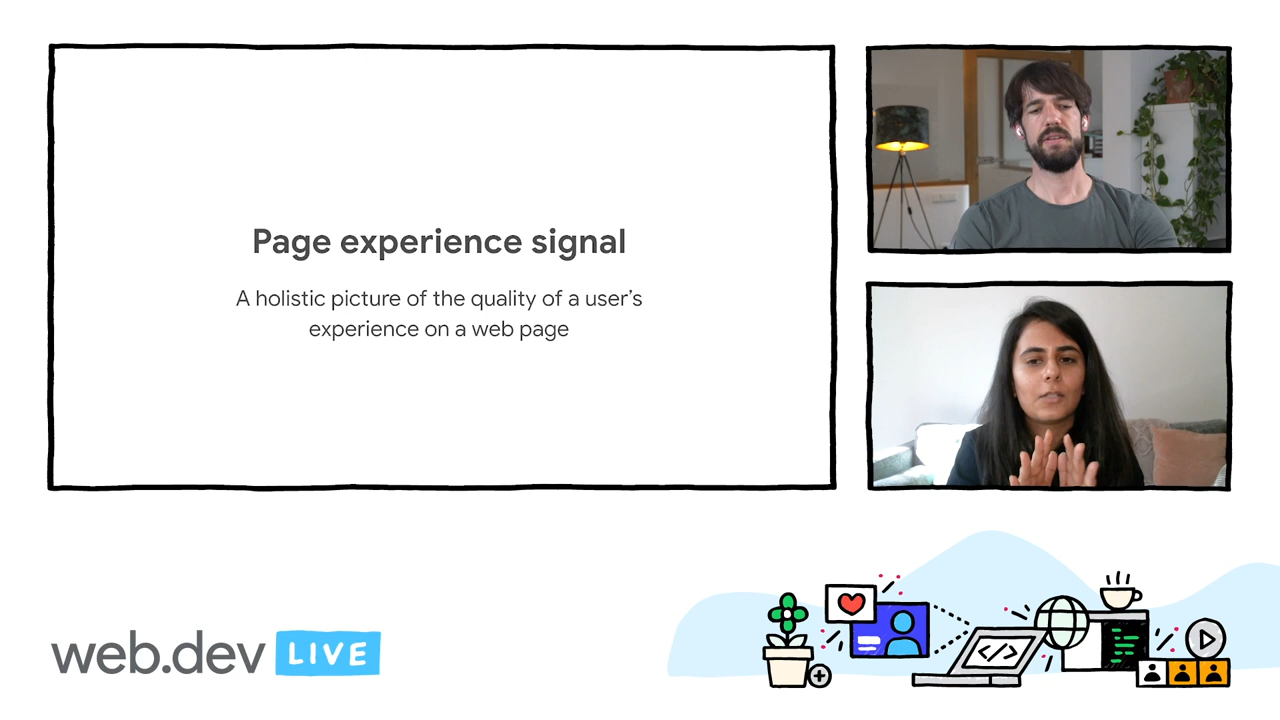 Page experience signal
A holistic picture of the quality of a user's
experience on a web page
web.dev LIVE
</>